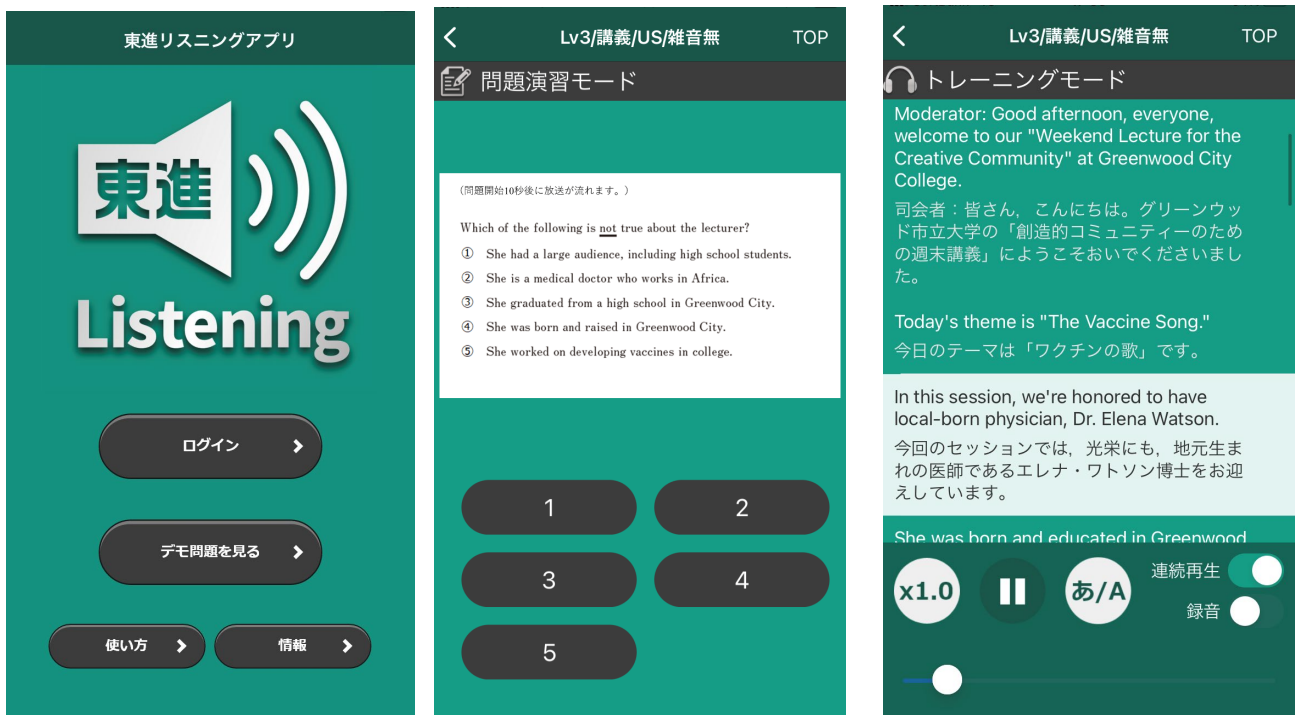 東進リスニングアプリ
東進
Listening
ログイン
デモ問題を見る
使い方
情報
Lv3/講義/US/雑音無
TOP
問題演習モード
(問題開始10秒後に放送が流れます。)
Which of the following is not true about the lecturer?
① She had a large audience, including high school students.
② She is a medical doctor who works in Africa.
③ She graduated from a high school in Greenwood City.
④ She was born and raised in Greenwood City.
⑤ She worked on developing vaccines in college.
1
2
3
4
5
Lv3/講義/US/雑音無
TOP
トレーニングモード
Moderator: Good afternoon, everyone,
welcome to our "Weekend Lecture for the
Creative Community" at Greenwood City
College.
司会者：皆さん，こんにちは。グリーンウッ
ド市立大学の「創造的コミュニティーのため
の週末講義」にようこそおいでくださいまし
た。
Today's theme is "The Vaccine Song."
今日のテーマは「ワクチンの歌」です。
In this session, we're honored to have
local-born physician, Dr. Elena Watson.
今回のセッションでは，光栄にも，地元生ま
れの医師であるエレナ・ワトソン博士をお迎
えしています。
She was born and educated in Greenwood
x1.0
あ/A
連続再生
録音